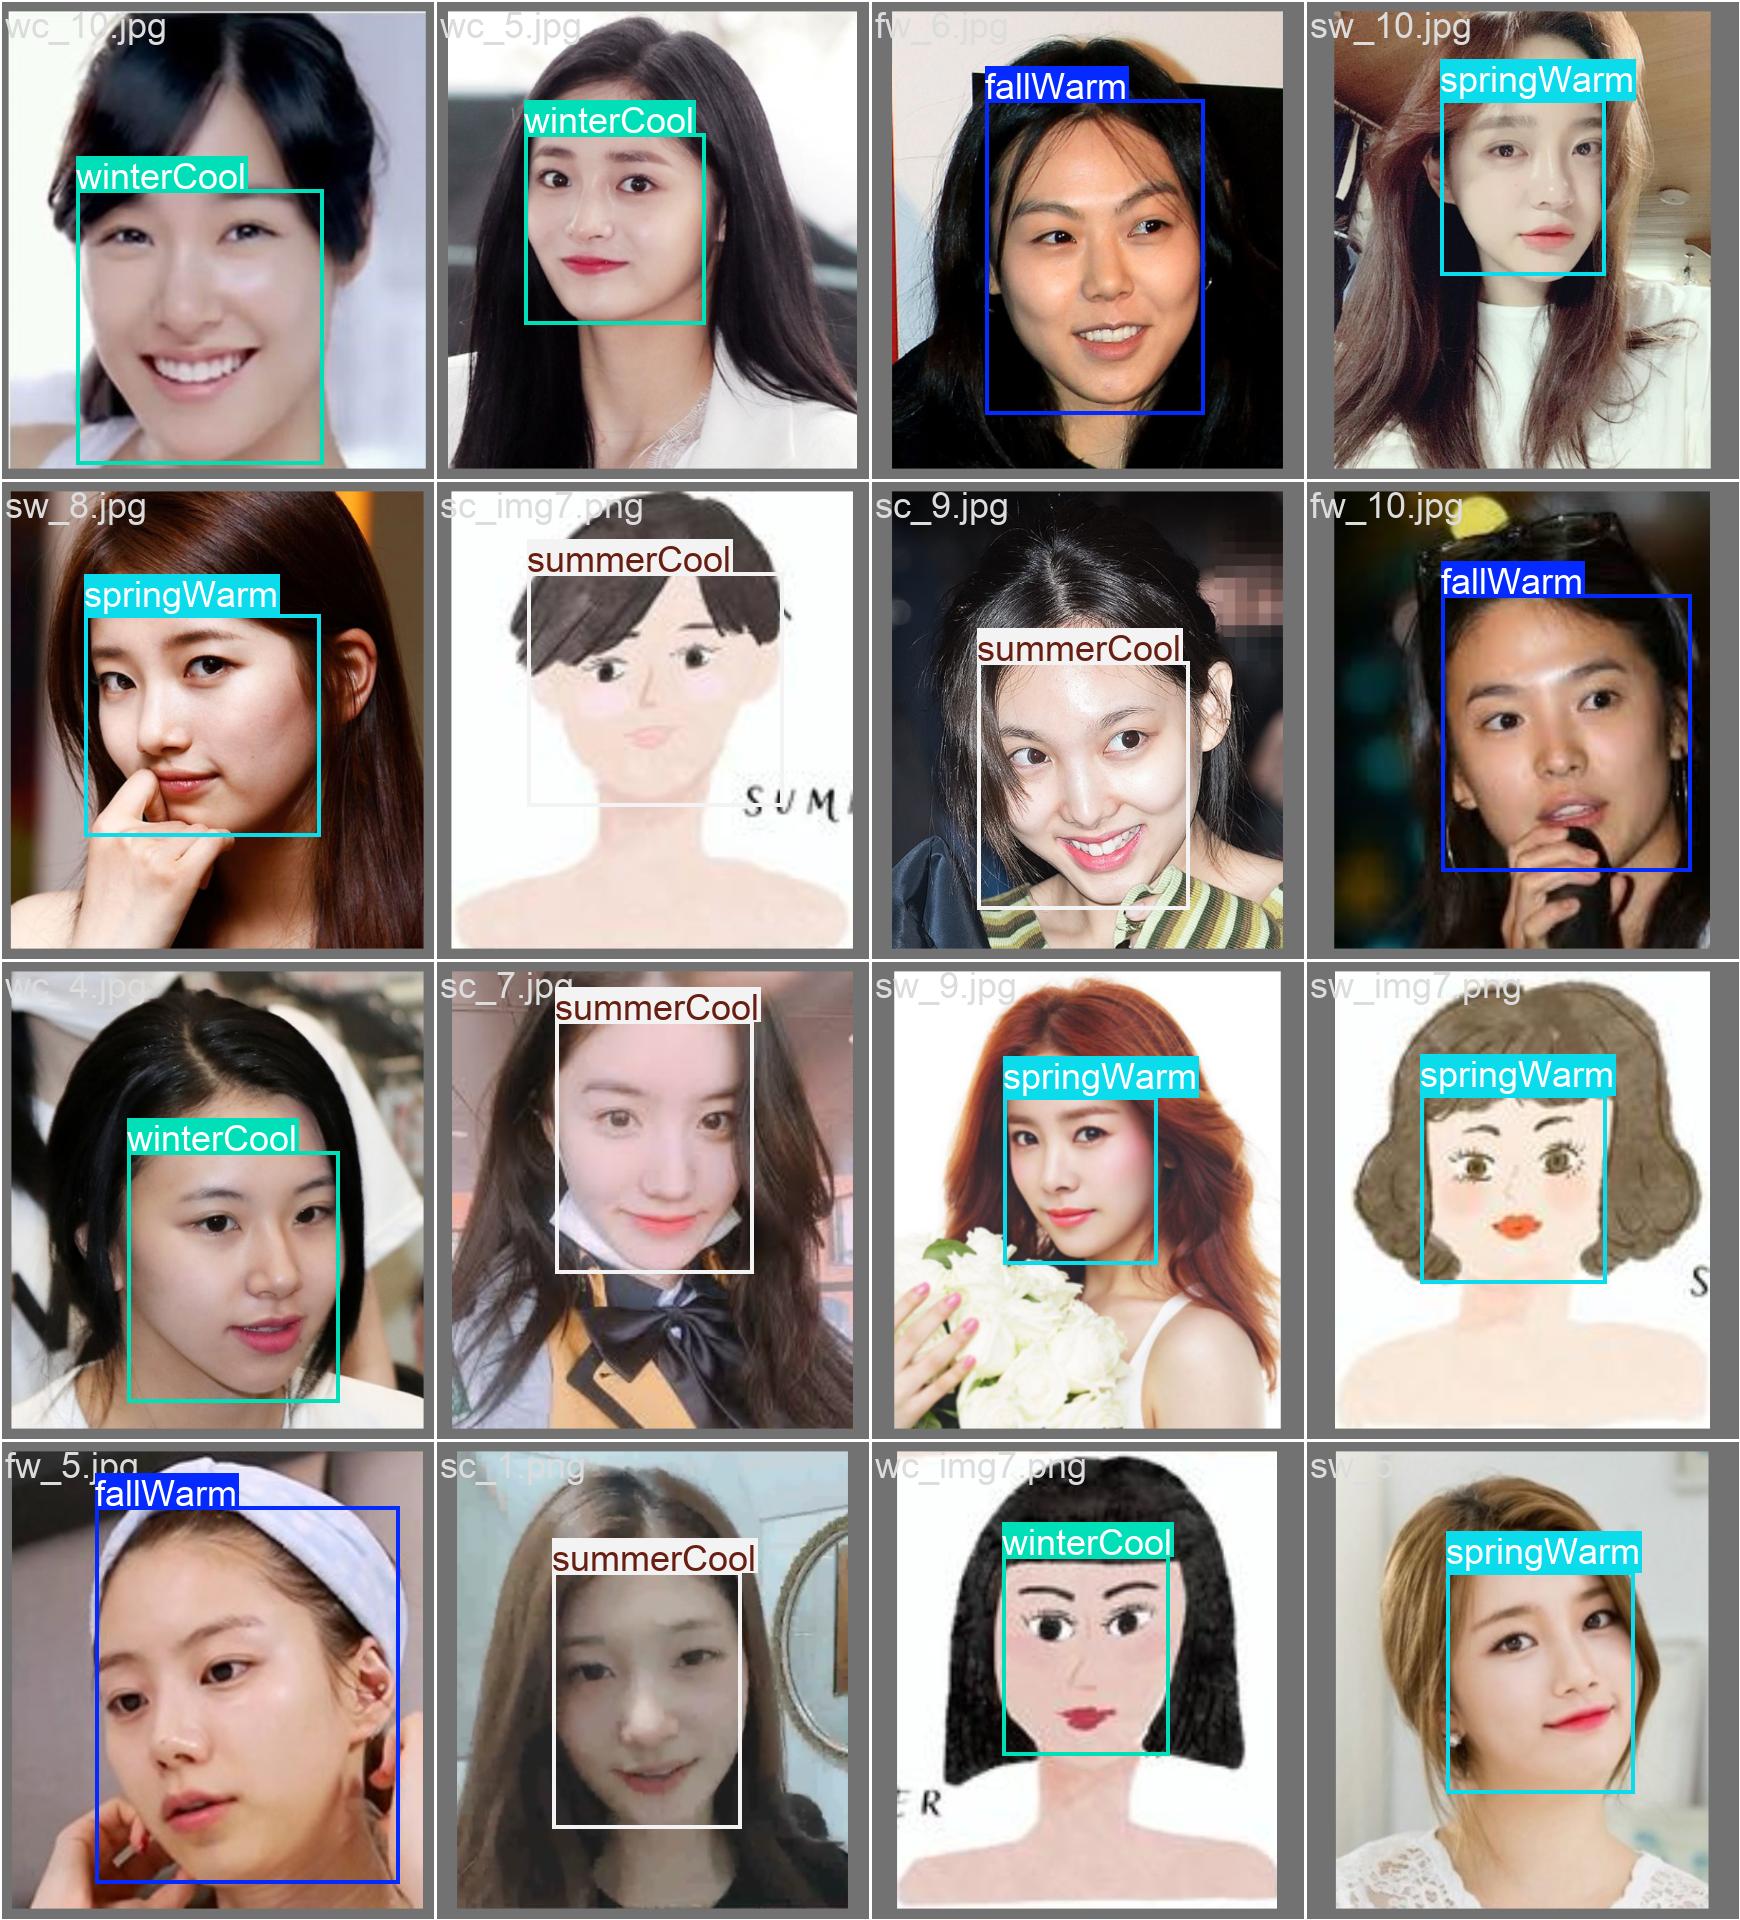 wc_10.jpg
winterCool
wc_5.jpg
winterCool
fw_6.jpg
fallWarm
sw_10.jpg
springWarm
sw_8.jpg
springWarm
sc_img7.png
summerCool
SUM
sc_9.jpg
summerCool
fw_10.jpg
fallWarm
wc_4.jpg
winterCool
sc_7.jpg
summerCool
sw_9.jpg
springWarm
sw_img7.png
springWarm
S
fw_5.jpg
fallWarm
sc_1.png
summerCool
wc_img7.png
winterCool
ER
springWarm